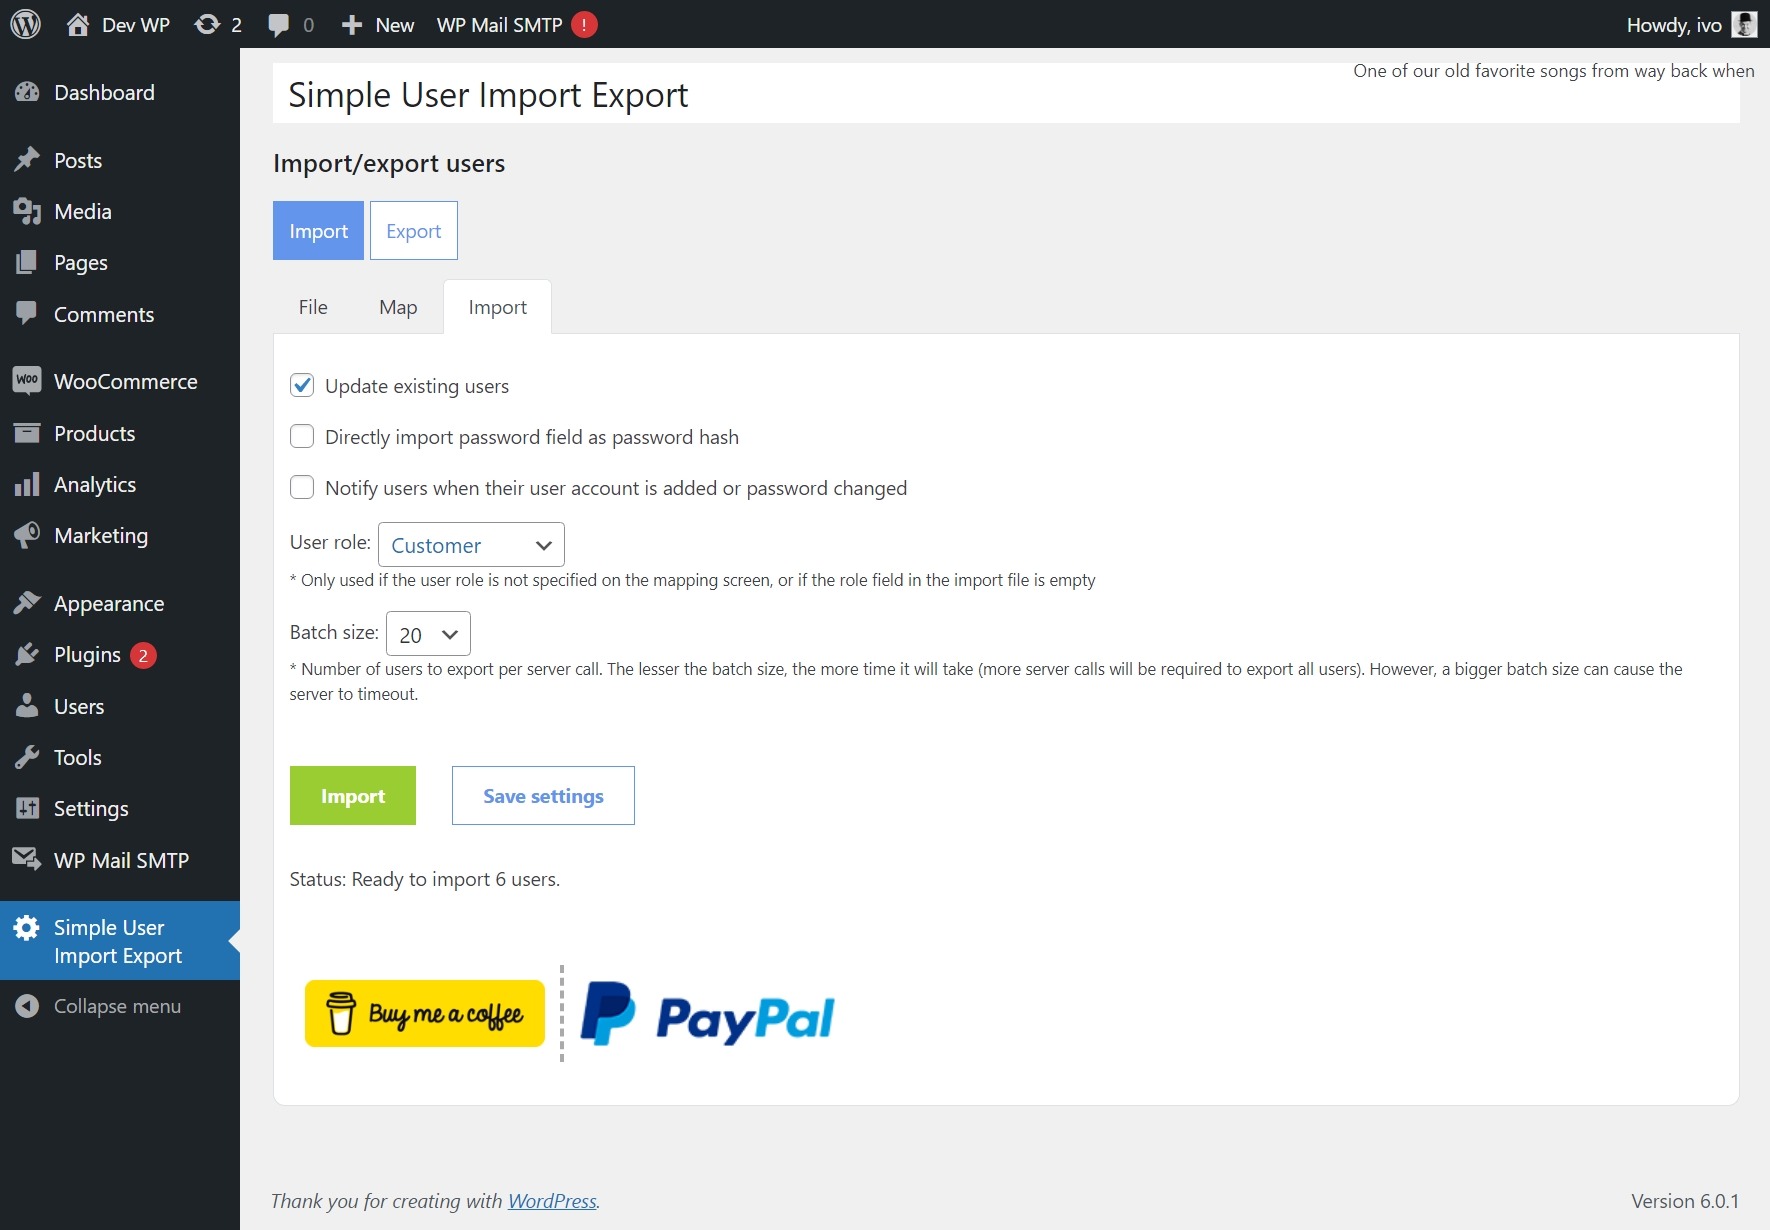 Dev WP
2
0
New
WP Mail SMTP
!
Howdy, ivo
Dashboard
Posts
Media
Pages
Comments
Woo
WooCommerce
Products
Analytics
Marketing
Appearance
Plugins 2
Users
Tools
Settings
WP Mail SMTP
Simple User
Import Export
Collapse menu
One of our old favorite songs from way back when
Simple User Import Export
Import/export users
Import
Export
File
Map
Import
Update existing users
Directly import password field as password hash
Notify users when their user account is added or password changed
User role: Customer
* Only used if the user role is not specified on the mapping screen, or if the role field in the import file is empty
Batch size: 20
* Number of users to export per server call. The lesser the batch size, the more time it will take (more server calls will be required to export all users). However, a bigger batch size can cause the
server to timeout.
Import
Save settings
Status: Ready to import 6 users.
Buy me a coffee
PayPal
Thank you for creating with WordPress.
Version 6.0.1